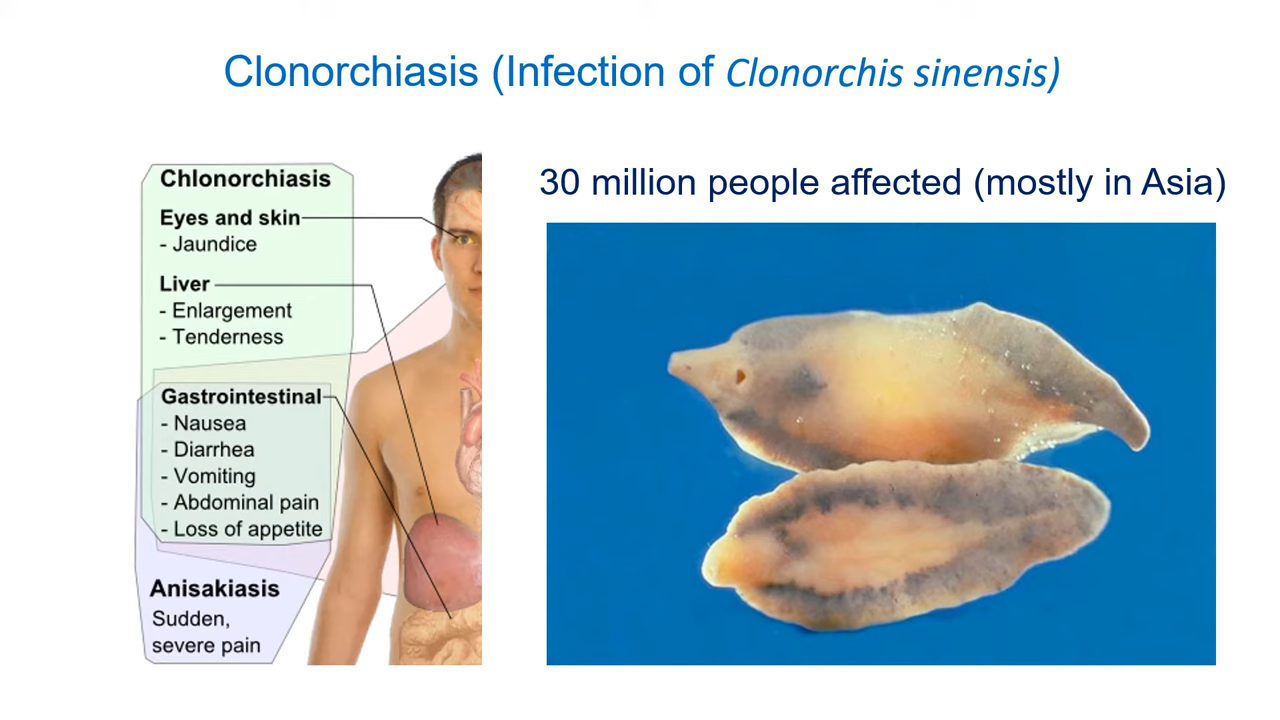 Clonorchiasis (Infection of Clonorchis sinensis)
Chlonorchiasis
Eyes and skin
- Jaundice
Liver
- Enlargement
- Tenderness
Gastrointestinal
- Nausea
- Diarrhea
- Vomiting
- Abdominal pain
- Loss of appetite
Anisakiasis
Sudden,
severe pain
30 million people affected (mostly in Asia)